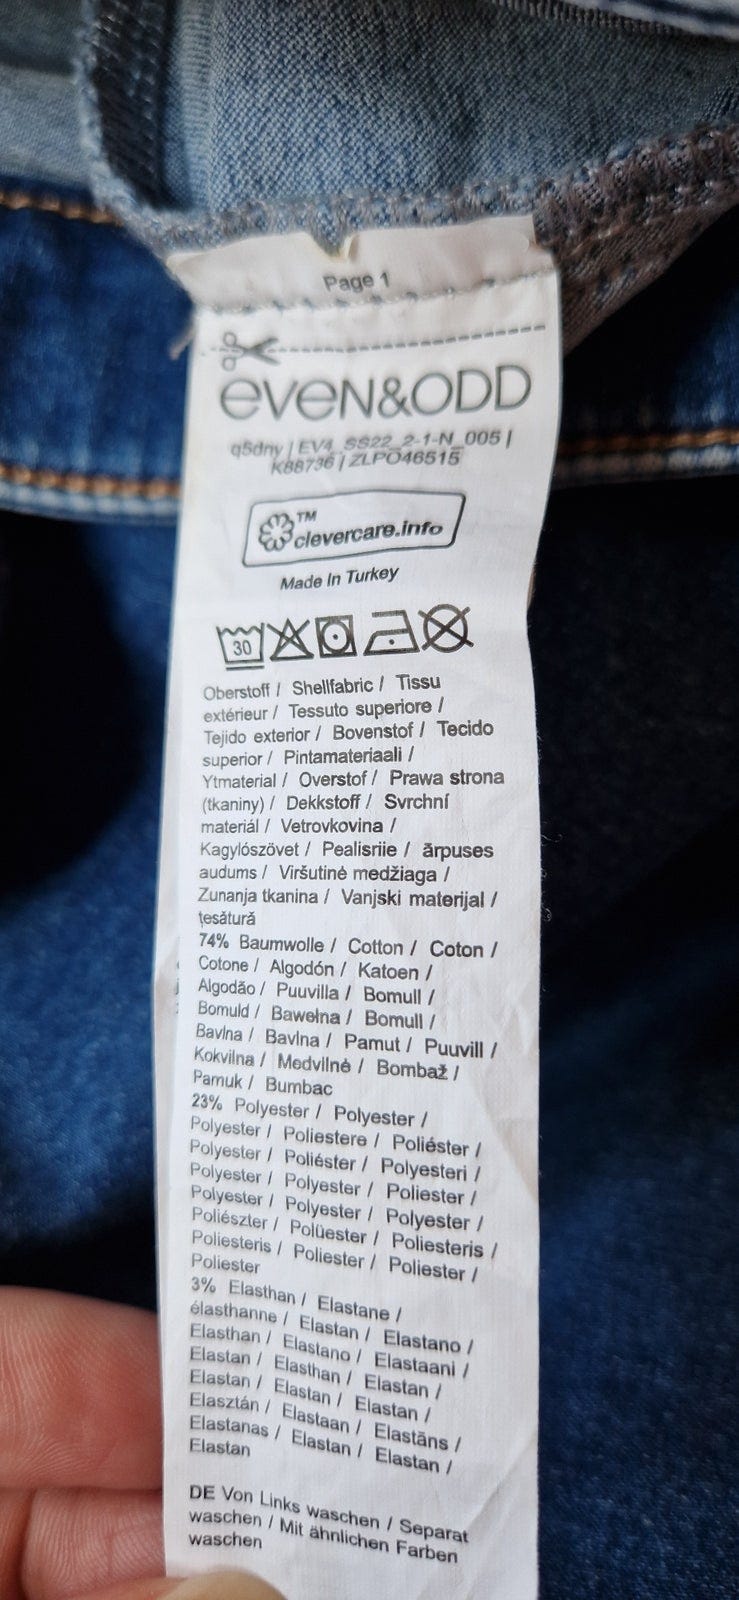 Page 1
eveN&ODD
q5dny | EV4_SS22_2-1-N_005 |
K88736 | ZLPO46515
TM
clevercare.info
Made In Turkey
30
Oberstoff / Shellfabric / Tissu
extérieur / Tessuto superiore /
Tejido exterior / Bovenstof / Tecido
superior / Pintamateriaali /
Ytmaterial / Overstof / Prawa strona
(tkaniny) / Dekkstoff / Svrchní
materiál / Vetrovkovina /
Kagylószövet / Pealisriie / ārpuses
audums / Viršutinė medžiaga /
Zunanja tkanina / Vanjski materijal /
țesătură
74% Baumwolle / Cotton / Coton /
Cotone / Algodón / Katoen /
Algodão / Puuvilla / Bomull /
Bomuld / Bawełna / Bomull /
Bavlna / Bavlna / Pamut / Puuvill /
Kokvilna / Medvilnė / Bombaž /
Pamuk / Bumbac
23% Polyester / Polyester /
Polyester / Poliestere / Poliéster /
Polyester / Poliéster / Polyesteri /
Polyester / Polyester / Poliester /
Polyester / Polyester / Polyester /
Poliészter / Polüester / Poliesteris /
Poliesteris / Poliester / Poliester /
Poliester
3% Elasthan / Elastane /
élasthanne / Elastan / Elastano /
Elasthan / Elastano / Elastaani /
Elastan / Elasthan / Elastan /
Elastan / Elastan / Elastan /
Elasztán / Elastaan / Elastāns /
Elastanas / Elastan / Elastan /
Elastan
DE Von Links waschen / Separat
waschen / Mit ähnlichen Farben
waschen